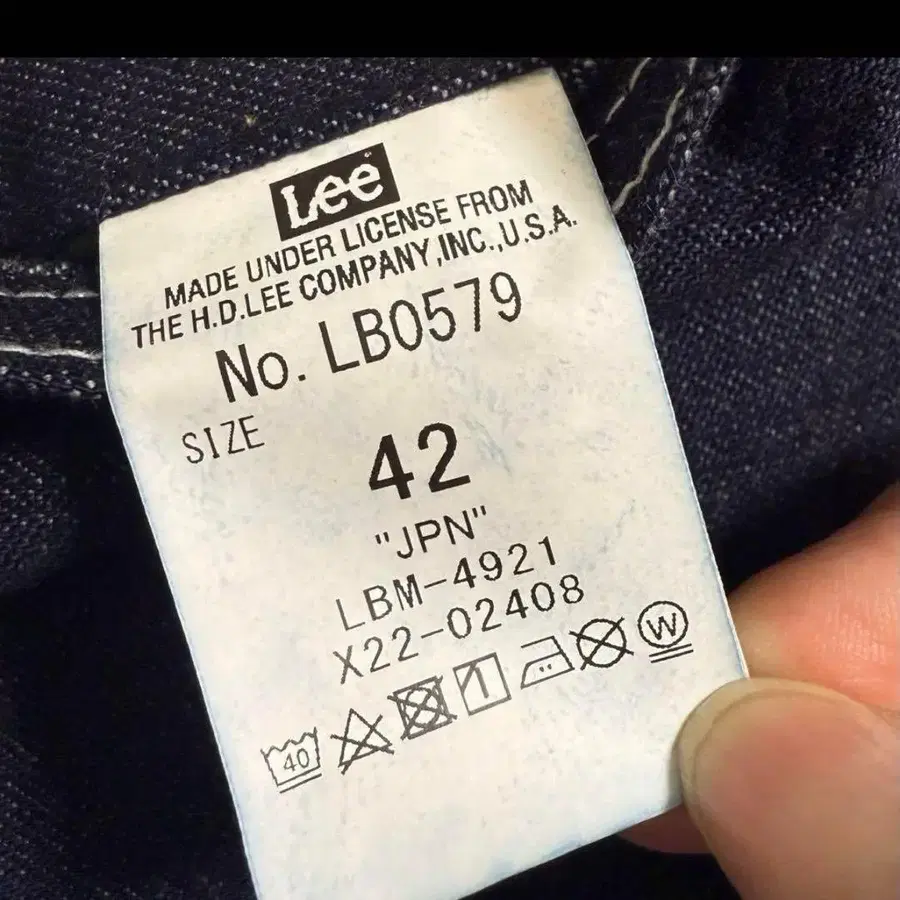 Lee
MADE UNDER LICENSE FROM
THE H.D.LEE COMPANY,INC.,U.S.A.
No. LB0579
SIZE
42
"JPN"
LBM-4921
X22-02408
40
W